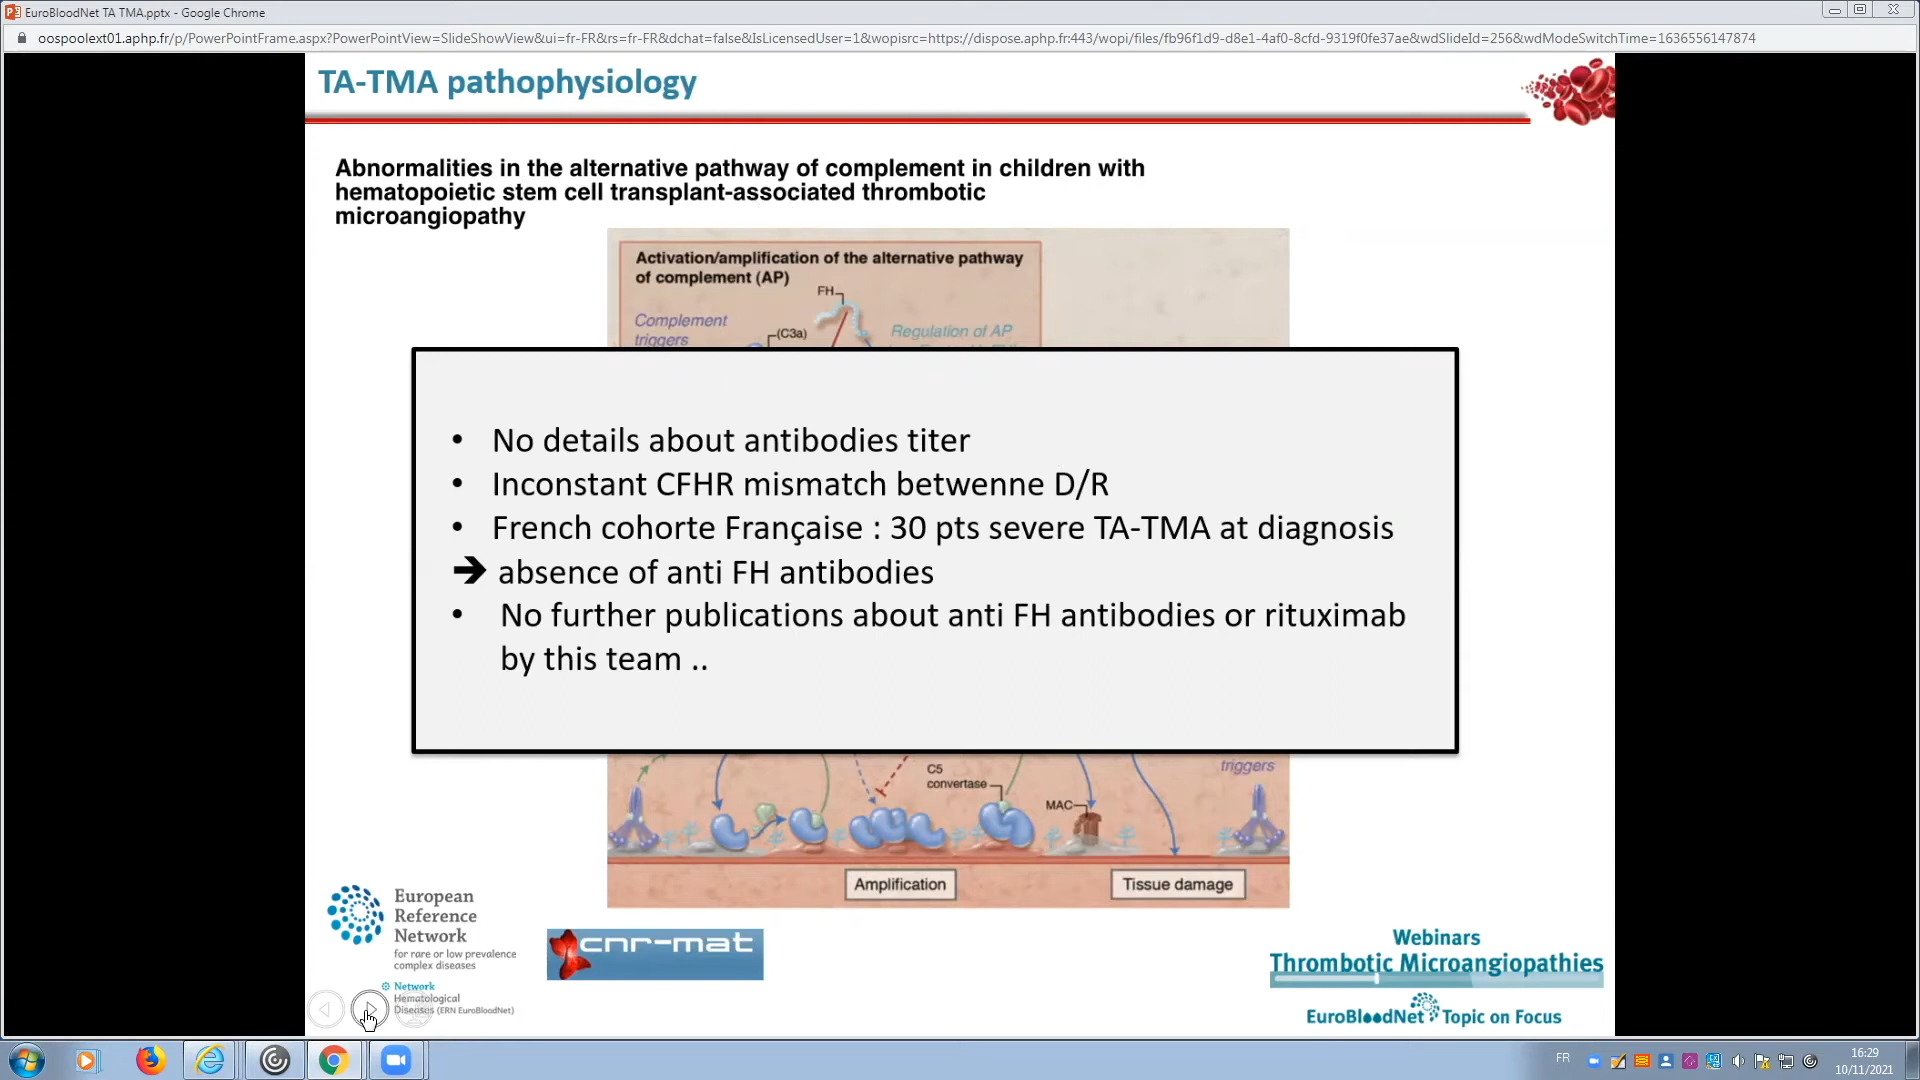 EuroBloodNet TA TMA.pptx - Google Chrome
oospoolext01.aphp.fr/p/PowerPointFrame.aspx?PowerPointView=SlideShowView&ui=fr-FR&rs=fr-FR&dchat=false&IsLicensedUser=1&wopisrc=https://dispose.aphp.fr:443/wopi/files/fb96f1d9-d8e1-4af0-8cfd-9319f0fe37ae&wdSlideId=256&wdModeSwitchTime=1636556147874
TA-TMA pathophysiology
Abnormalities in the alternative pathway of complement in children with
hematopoietic stem cell transplant-associated thrombotic
microangiopathy
Activation/amplification of the alternative pathway
of complement (AP)
FH
Complement
triggers
(C3a)
Regulation of AP
• No details about antibodies titer
• Inconstant CFHR mismatch betwenne D/R
• French cohorte Française : 30 pts severe TA-TMA at diagnosis
➔ absence of anti FH antibodies
• No further publications about anti FH antibodies or rituximab
by this team ..
triggers
C5
convertase
MAC
Amplification
Tissue damage
European
Reference
Network
for rare or low prevalence
complex diseases
Network
Hematological
Diseases (ERN EuroBloodNet)
cnr-mat
Webinars
Thrombotic Microangiopathies
EuroBloodNet Topic on Focus
FR
16:29
10/11/2021